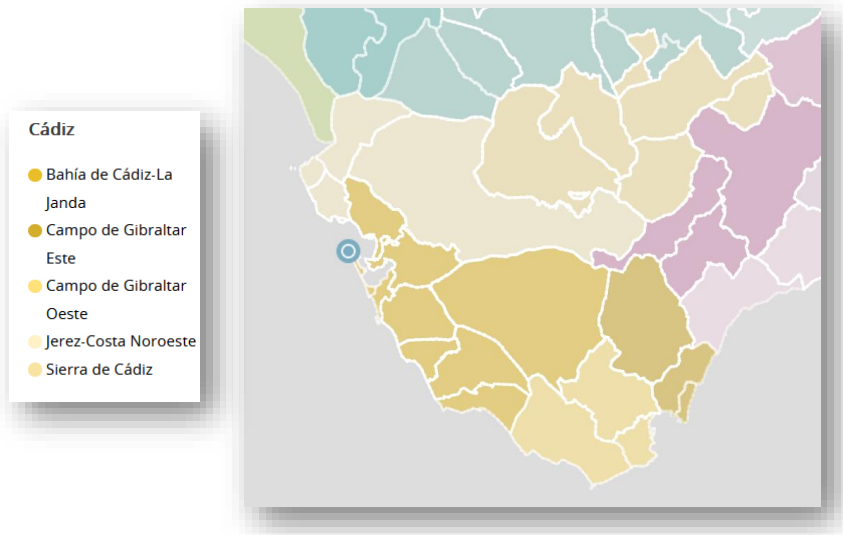 Cádiz
Bahía de Cádiz-La
Janda
Campo de Gibraltar
Este
Campo de Gibraltar
Oeste
Jerez-Costa Noroeste
Sierra de Cádiz